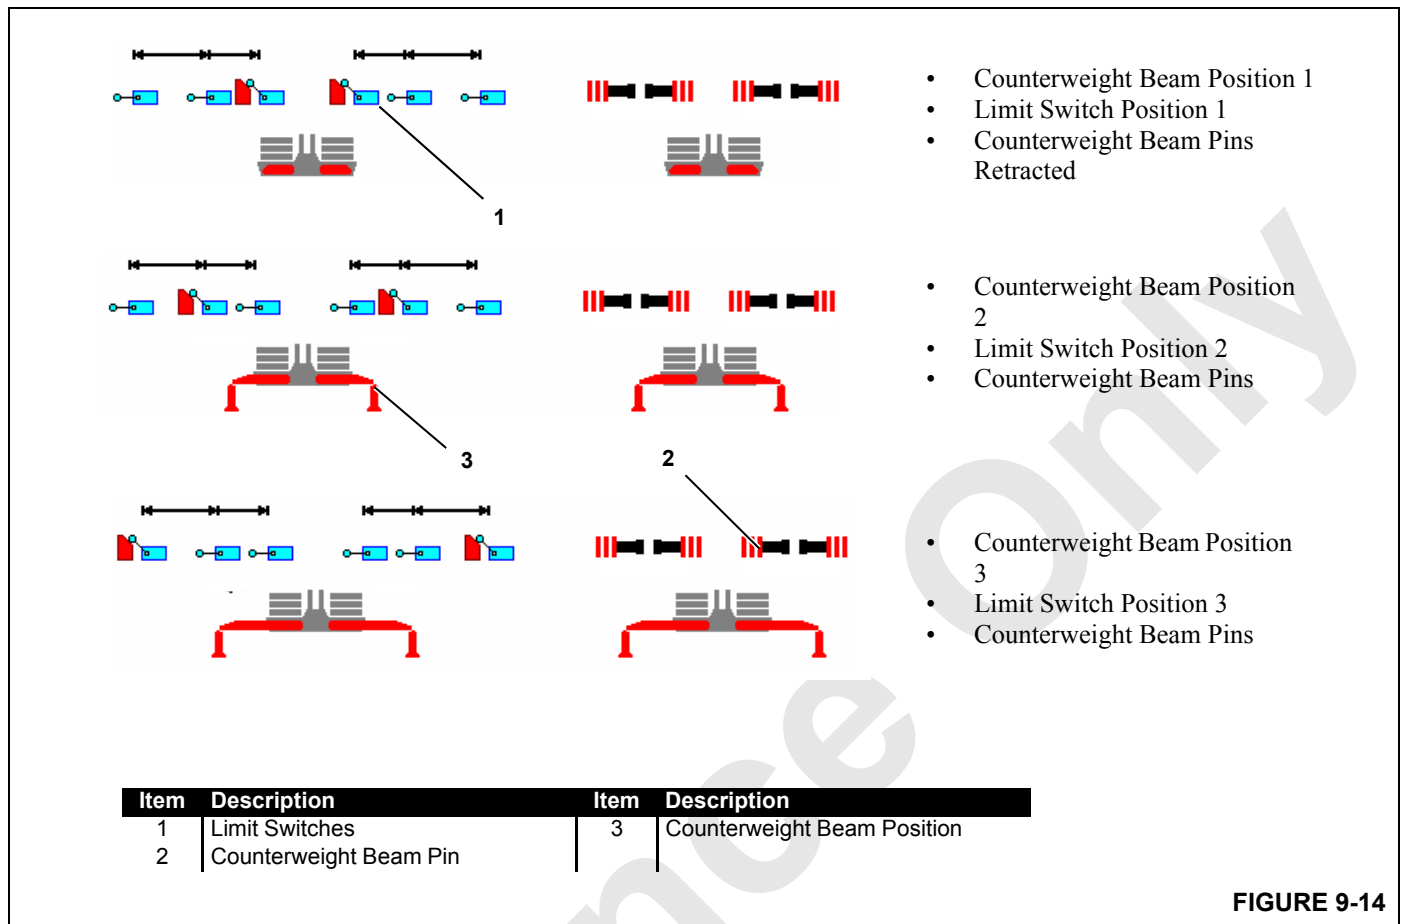 • Counterweight Beam Position 1
• Limit Switch Position 1
• Counterweight Beam Pins
Retracted
1
• Counterweight Beam Position
2
• Limit Switch Position 2
• Counterweight Beam Pins
3
2
• Counterweight Beam Position
3
• Limit Switch Position 3
• Counterweight Beam Pins
Item Description Item Description
1 Limit Switches 3 Counterweight Beam Position
2 Counterweight Beam Pin
FIGURE 9-14
nce Only